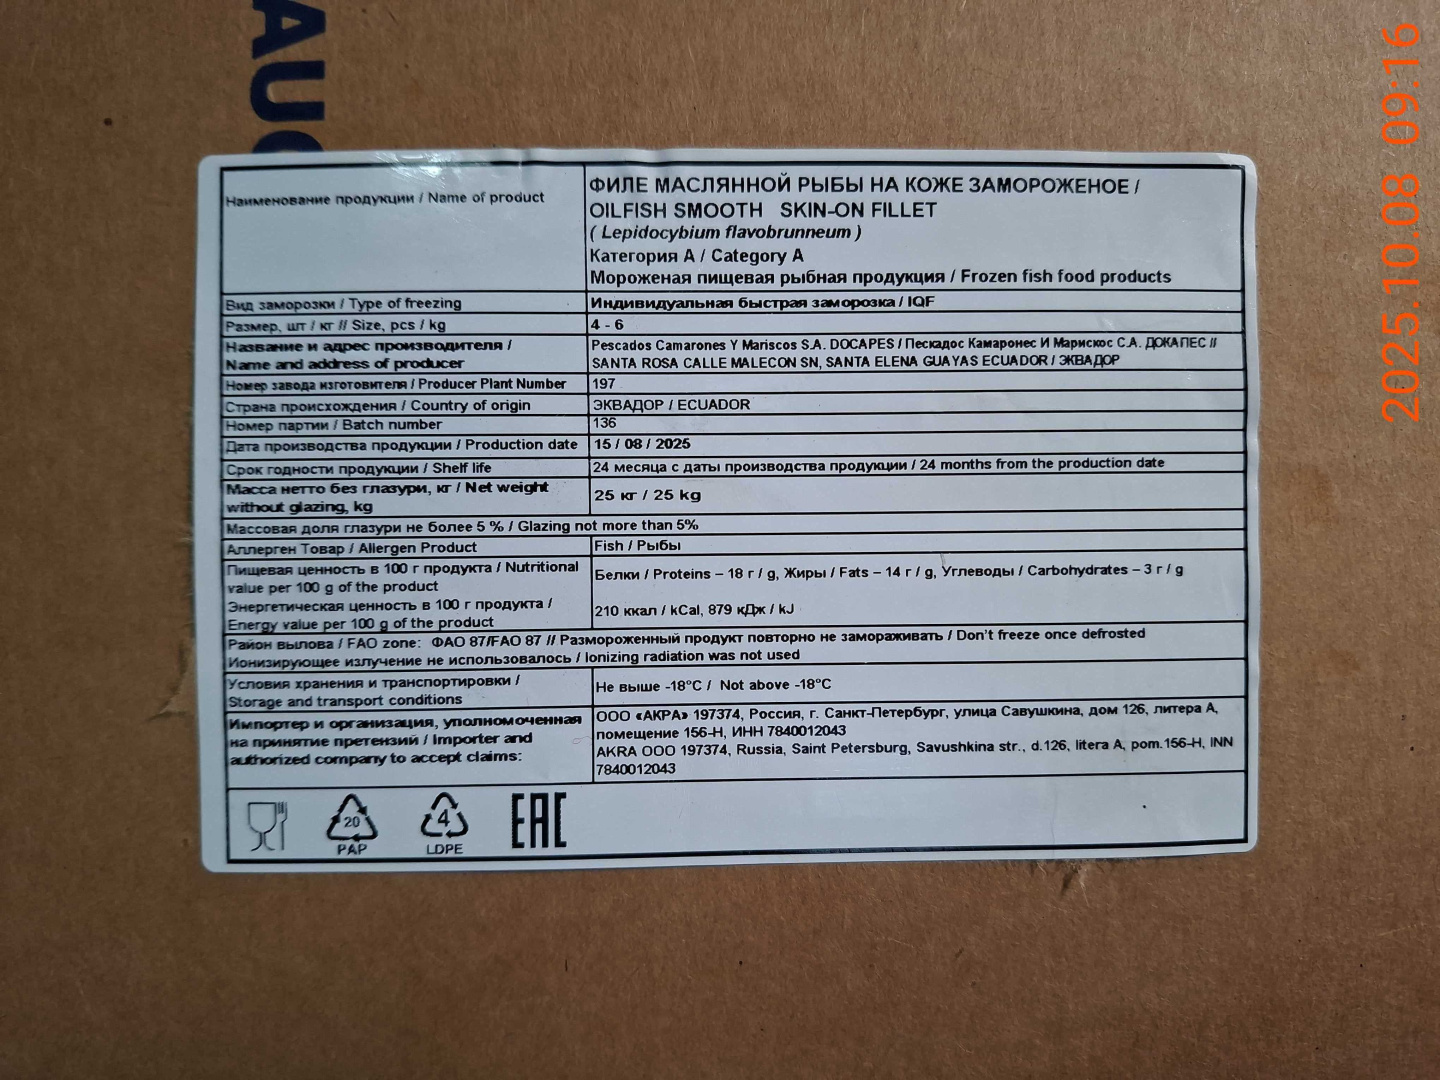 AUC
2025.10.08 09:16
Наименование продукции / Name of product
ФИЛЕ МАСЛЯННОЙ РЫБЫ НА КОЖЕ ЗАМОРОЖЕНОЕ /
OILFISH SMOOTH SKIN-ON FILLET
( Lepidocybium flavobrunneum )
Категория А / Category A
Мороженая пищевая рыбная продукция / Frozen fish food products
Вид заморозки / Type of freezing
Индивидуальная быстрая заморозка / IQF
Размер, шт / кг // Size, pcs / kg
4 - 6
Название и адрес производителя /
Name and address of producer
Pescados Camarones Y Mariscos S.A. DOCAPES / Пескадос Камаронес И Марискос С.А. ДОКАПЕС //
SANTA ROSA CALLE MALECON SN, SANTA ELENA GUAYAS ECUADOR / ЭКВАДОР
Номер завода изготовителя / Producer Plant Number
197
Страна происхождения / Country of origin
ЭКВАДОР / ECUADOR
Номер партии / Batch number
136
Дата производства продукции / Production date
15 / 08 / 2025
Срок годности продукции / Shelf life
24 месяца с даты производства продукции / 24 months from the production date
Масса нетто без глазури, кг / Net weight
without glazing, kg
25 кг / 25 kg
Массовая доля глазури не более 5 % / Glazing not more than 5%
Аллерген Товар / Allergen Product
Fish / Рыбы
Пищевая ценность в 100 г продукта / Nutritional
value per 100 g of the product
Белки / Proteins – 18 г / g, Жиры / Fats – 14 г / g, Углеводы / Carbohydrates – 3 г / g
Энергетическая ценность в 100 г продукта /
Energy value per 100 g of the product
210 ккал / kCal, 879 кДж / kJ
Район вылова / FAO zone: ФАО 87/FAO 87 // Размороженный продукт повторно не замораживать / Don't freeze once defrosted
Ионизирующее излучение не использовалось / Ionizing radiation was not used
Условия хранения и транспортировки /
Storage and transport conditions
Не выше -18°C / Not above -18°C
Импортер и организация, уполномоченная
на принятие претензий / Importer and
authorized company to accept claims:
ООО «АКРА» 197374, Россия, г. Санкт-Петербург, улица Савушкина, дом 126, литера А,
помещение 156-Н, ИНН 7840012043
AKRA OOO 197374, Russia, Saint Petersburg, Savushkina str., d.126, litera A, pom.156-H, INN
7840012043
20
PAP
4
LDPE
EAC